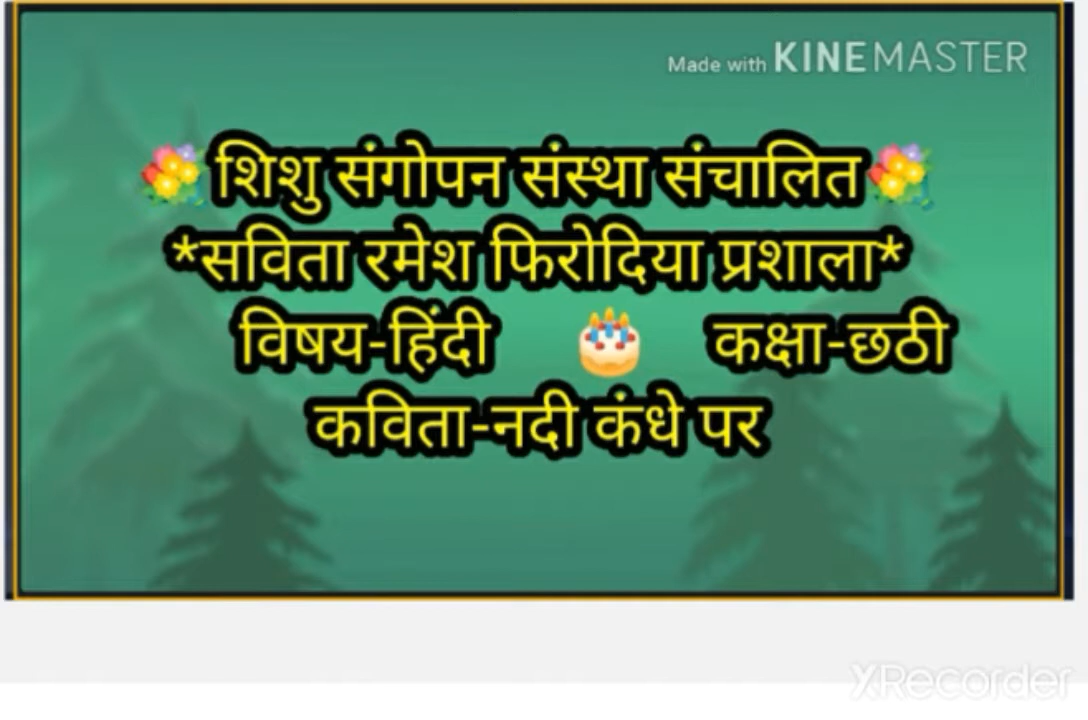 Made with KINEMASTER
शिशु संगोपन संस्था संचालित
*सविता रमेश फिरोदिया प्रशाला*
विषय-हिंदी कक्षा-छठी
कविता-नदी कंधे पर
XRecorder